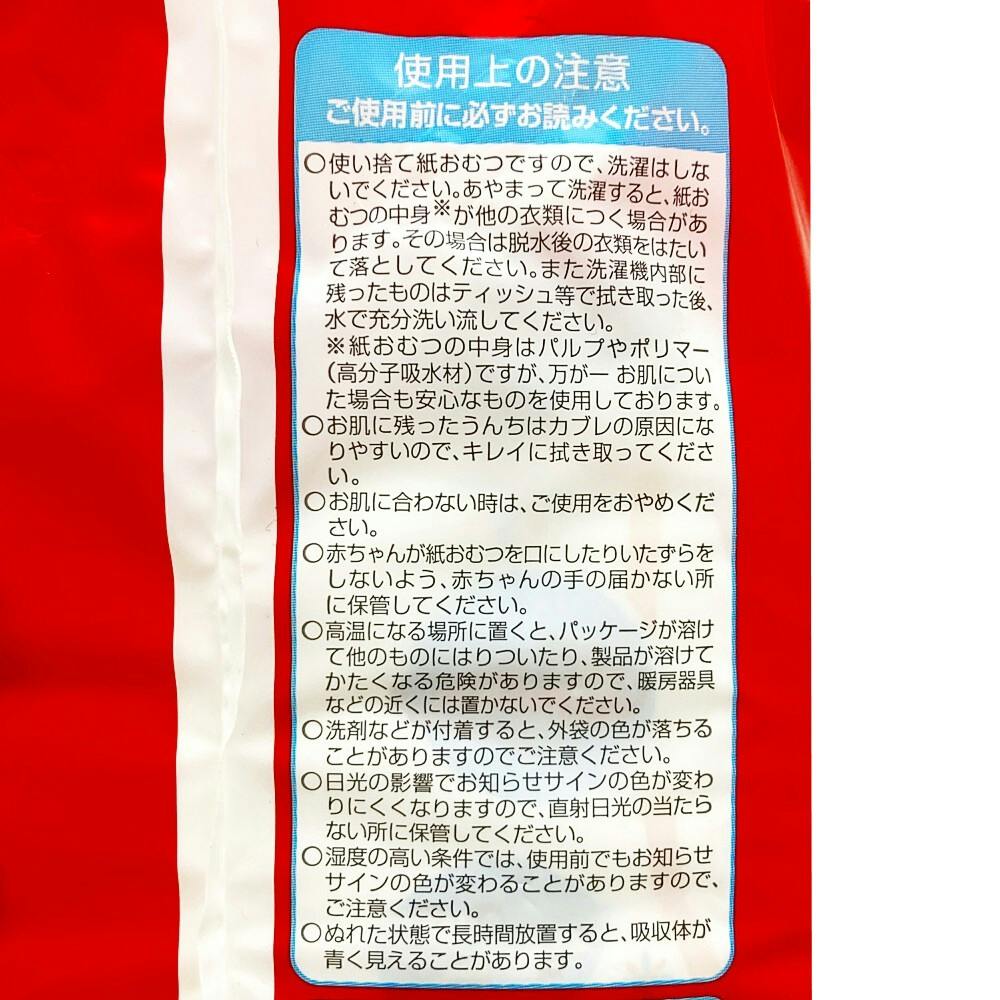 使用上の注意
ご使用前に必ずお読みください。
○使い捨て紙おむつですので、洗濯はしな
いでください。あやまって洗濯すると、紙お
むつの中身※が他の衣類につく場合があ
ります。その場合は脱水後の衣類をはたい
て落としてください。また洗濯機内部に
残ったものはティッシュ等で拭き取った後、
水で充分洗い流してください。
※紙おむつの中身はパルプやポリマー
(高分子吸水材)ですが、万が一 お肌につい
た場合も安心なものを使用しております。
○お肌に残ったうんちはカブレの原因にな
りやすいので、キレイに拭き取ってくださ
い。
○お肌に合わない時は、ご使用をおやめくだ
さい。
○赤ちゃんが紙おむつを口にしたりいたずらを
しないよう、赤ちゃんの手の届かない所
に保管してください。
○高温になる場所に置くと、パッケージが溶け
て他のものにはりついたり、製品が溶けて
かたくなる危険がありますので、暖房器具
などの近くには置かないでください。
○洗剤などが付着すると、外袋の色が落ちる
ことがありますのでご注意ください。
○日光の影響でお知らせサインの色が変わ
りにくくなりますので、直射日光の当たら
ない所に保管してください。
○湿度の高い条件では、使用前でもお知らせ
サインの色が変わることがありますので、
ご注意ください。
○ぬれた状態で長時間放置すると、吸収体が
青く見えることがあります。